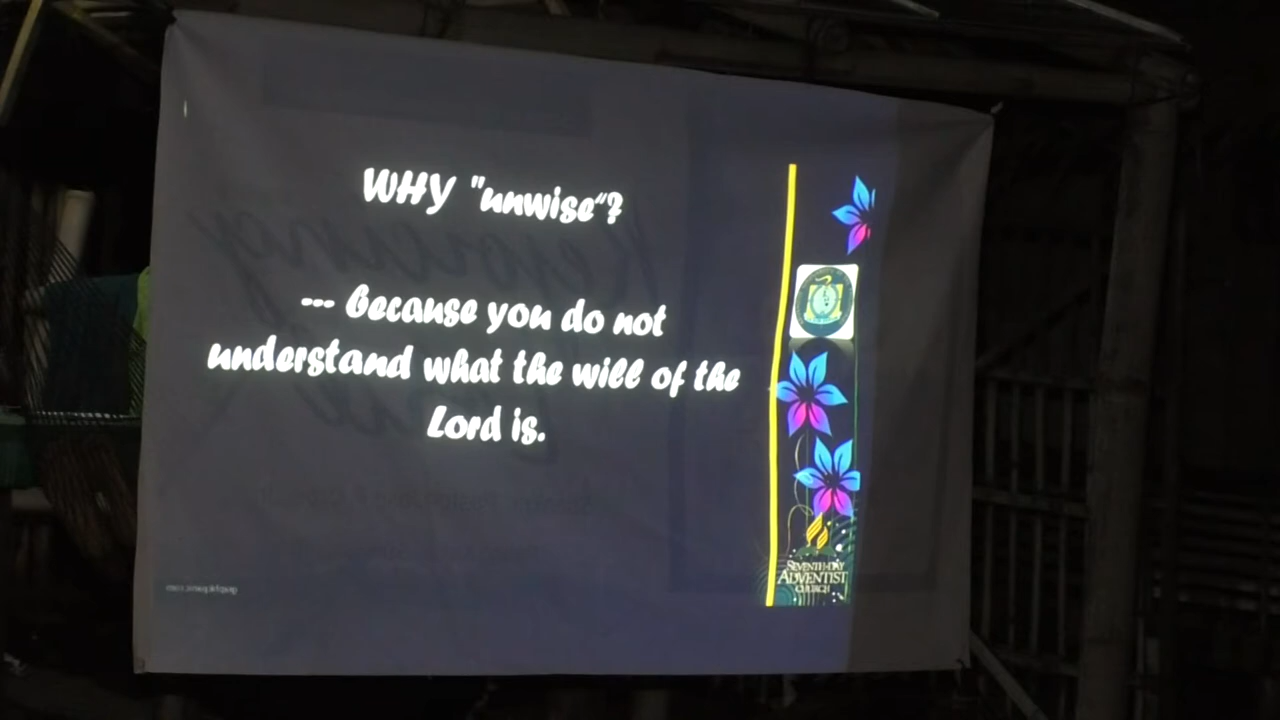 WHY "unwise"?
--- because you do not
understand what the will of the
Lord is.
SEVENTH-DAY
ADVENTIST
CHURCH